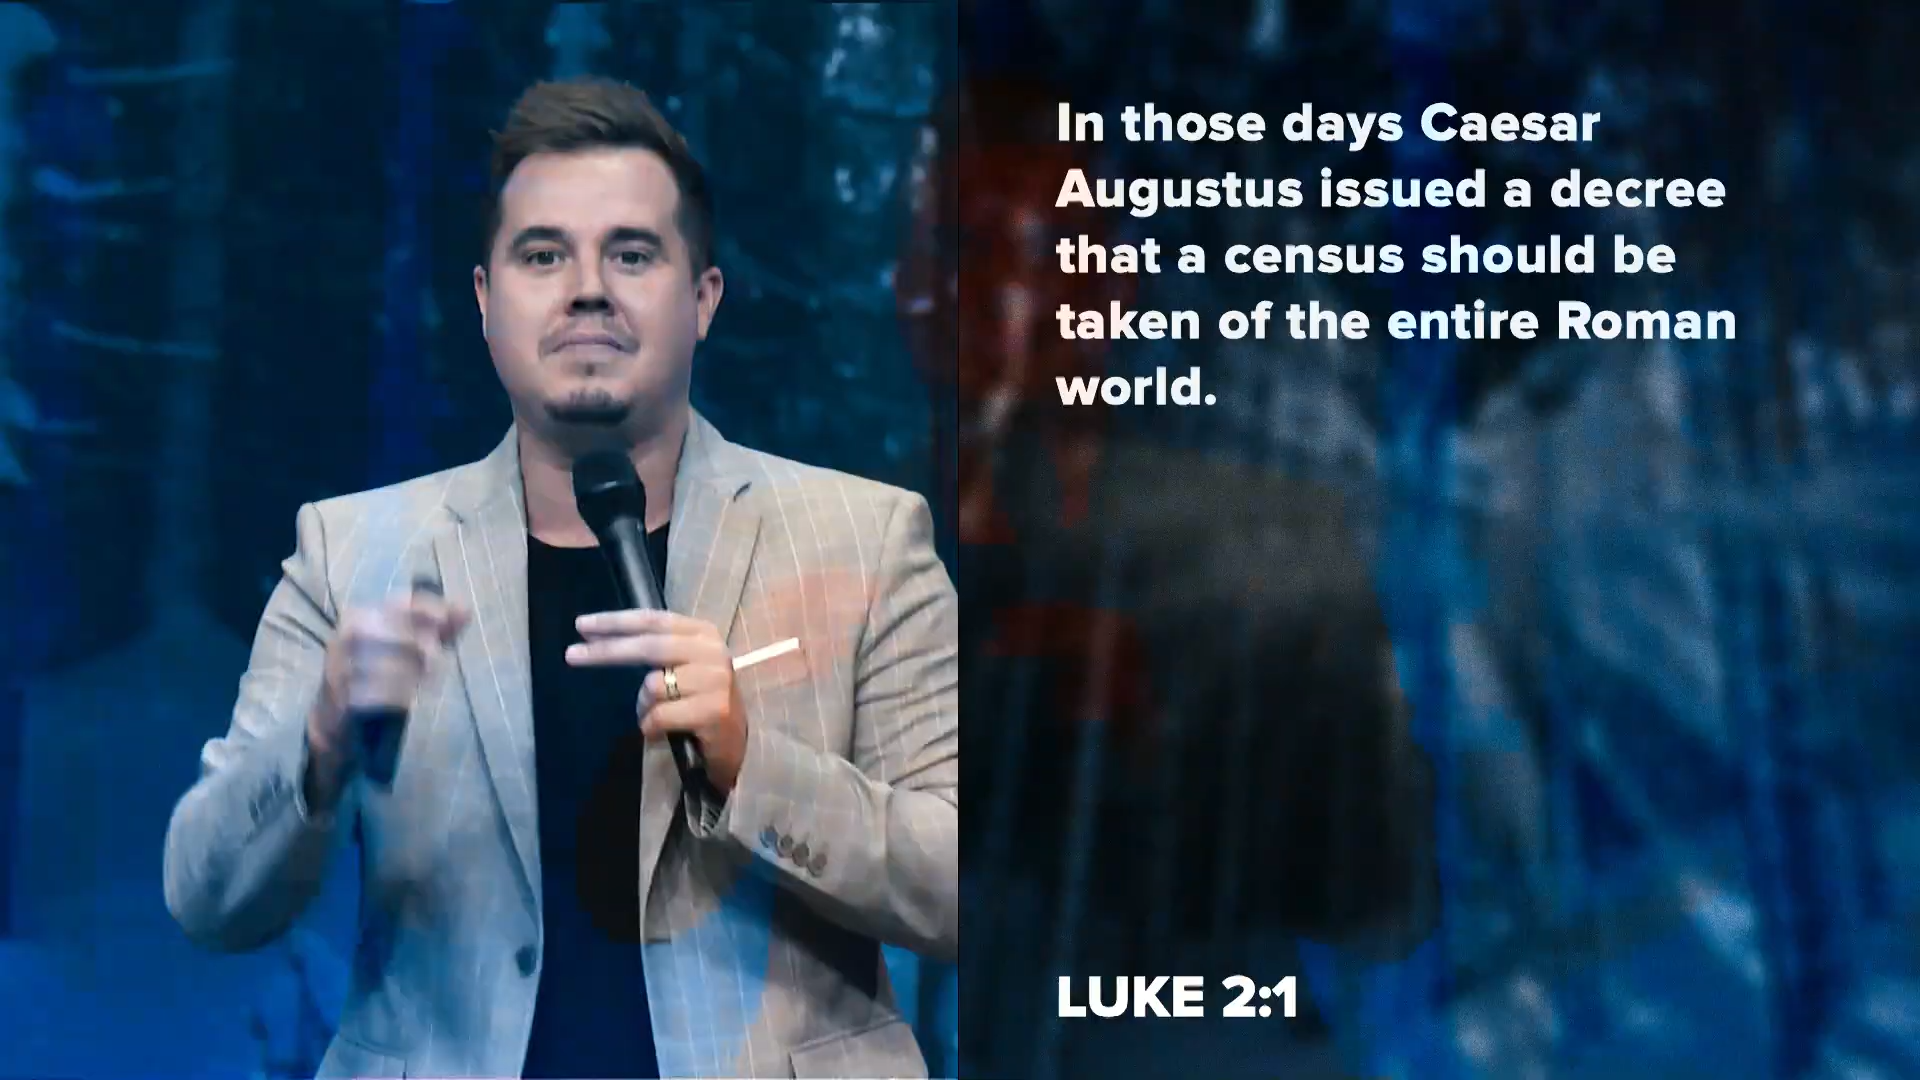 In those days Caesar
Augustus issued a decree
that a census should be
taken of the entire Roman
world.
LUKE 2:1